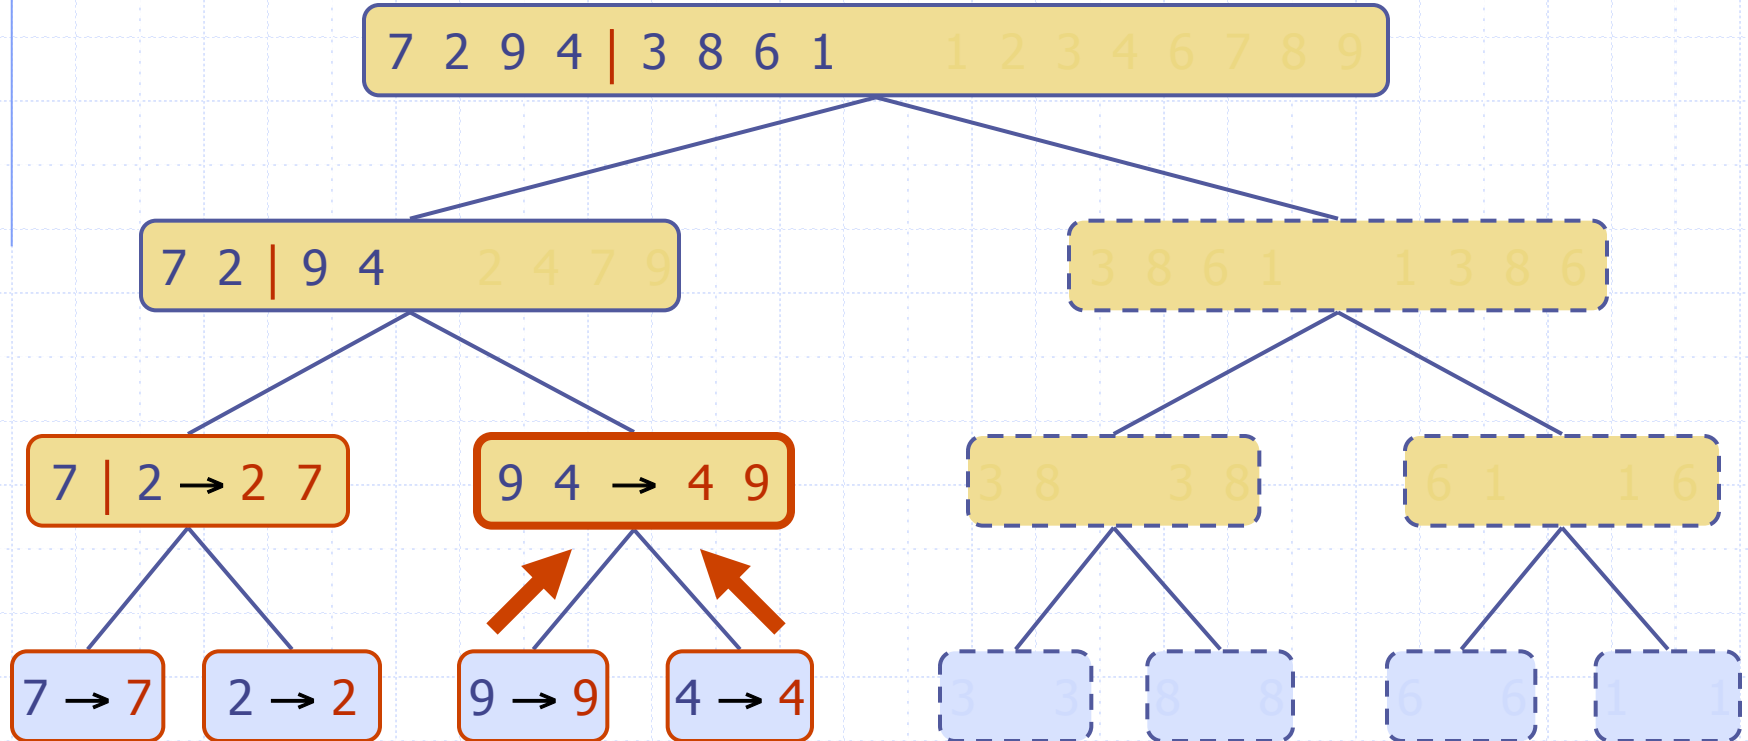 7 2 9 4 | 3 8 6 1 1 2 3 4 6 7 8 9
7 2 | 9 4 2 4 7 9
3 8 6 1 1 3 8 6
7 | 2 → 2 7
9 4 → 4 9
3 8 3 8
6 1 1 6
7 → 7
2 → 2
9 → 9
4 → 4
3 3
8 8
6 6
1 1